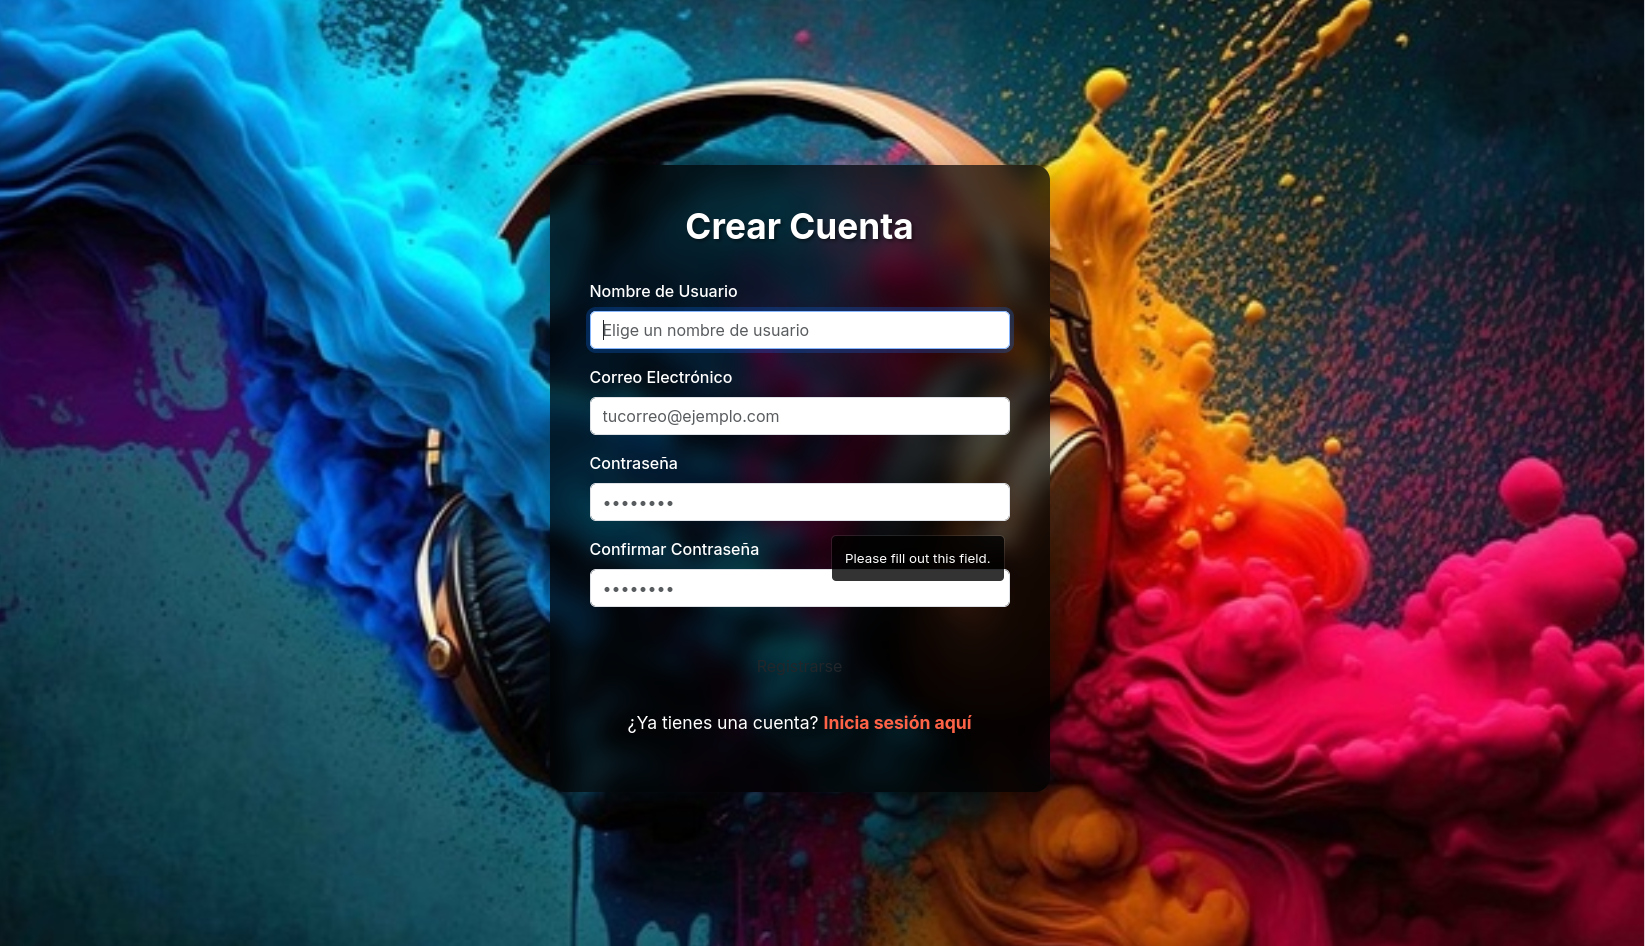 Crear Cuenta
Nombre de Usuario
Elige un nombre de usuario
Correo Electrónico
tucorreo@ejemplo.com
Contraseña
••••••••
Confirmar Contraseña
Please fill out this field.
••••••••
¿Ya tienes una cuenta? Inicia sesión aquí